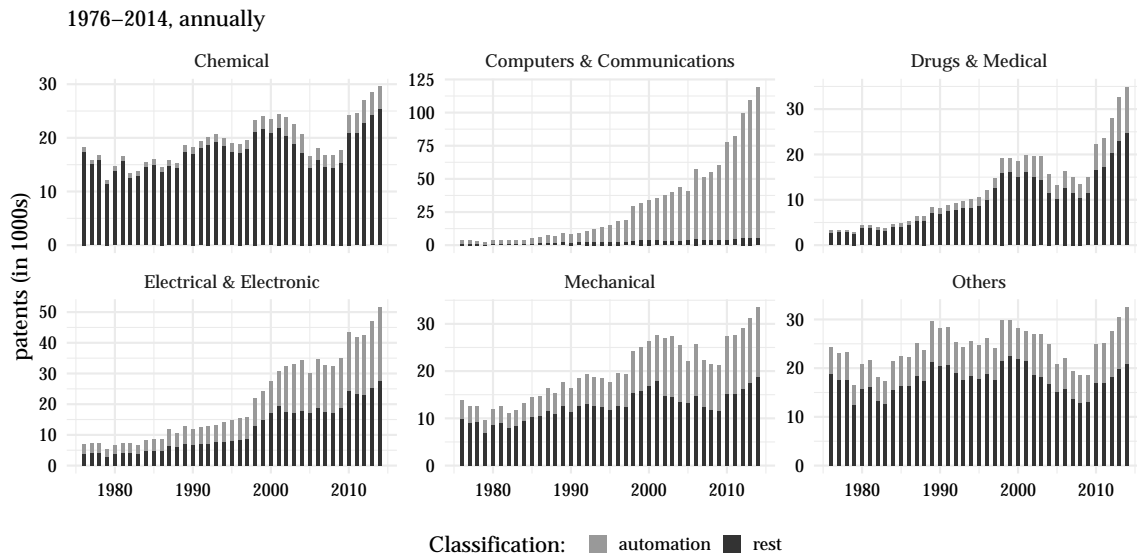 1976–2014, annually
Chemical
Computers & Communications
Drugs & Medical
30
20
10
0
125
100
75
50
25
0
30
20
10
0
patents (in 1000s)
Electrical & Electronic
Mechanical
Others
50
40
30
20
10
0
30
20
10
0
30
20
10
0
1980 1990 2000 2010
1980 1990 2000 2010
1980 1990 2000 2010
Classification: automation rest